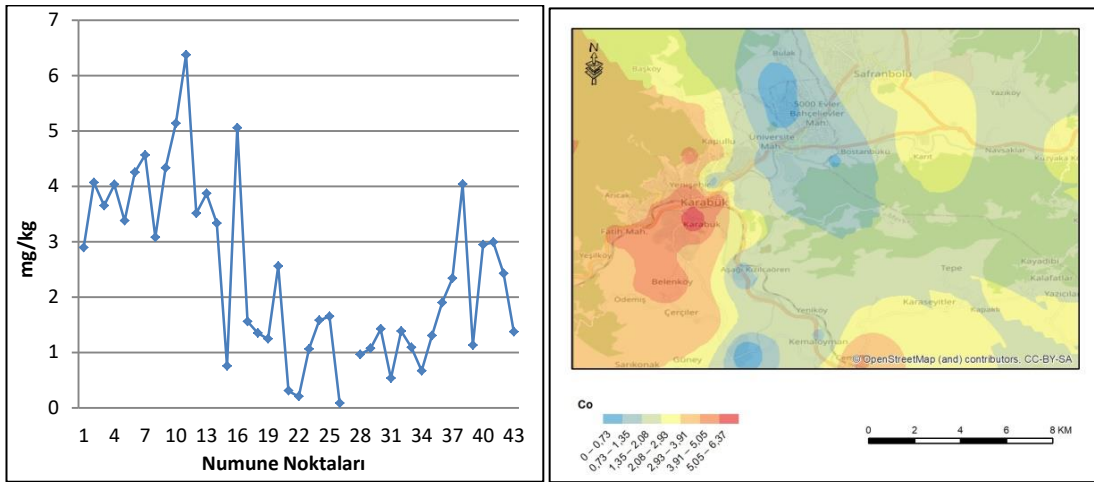 7
6
5
4
3
2
1
0
mg/kg
1 4 7 10 13 16 19 22 25 28 31 34 37 40 43
Numune Noktaları
N
Bulak
Safranbolu
Başköy
5000 Evler
Bahçelievler
Mah.
Yazıköy
Üniversite
Mah.
Kapullu
Bostanbükü
Karıt
Navsaklar
Yenişehir
Karabük
Karabük
Fatih Mah.
Yeşilköy
Aşağı Kızılcaören
Belenköy
Tepe
Kayadibi
Kalafatlar
Ödemiş
Çerçiler
Yeniköy
Karaseyitler
Kapaklı
Yazıcılar
Kemaloyman
Sarıkonak
Güney
© OpenStreetMap (and) contributors, CC-BY-SA
Co
0 – 0,73
0,73 – 1,35
1,35 – 2,08
2,08 – 2,93
2,93 – 3,91
3,91 – 5,05
5,05 – 6,37
0 2 4 6 8 KM